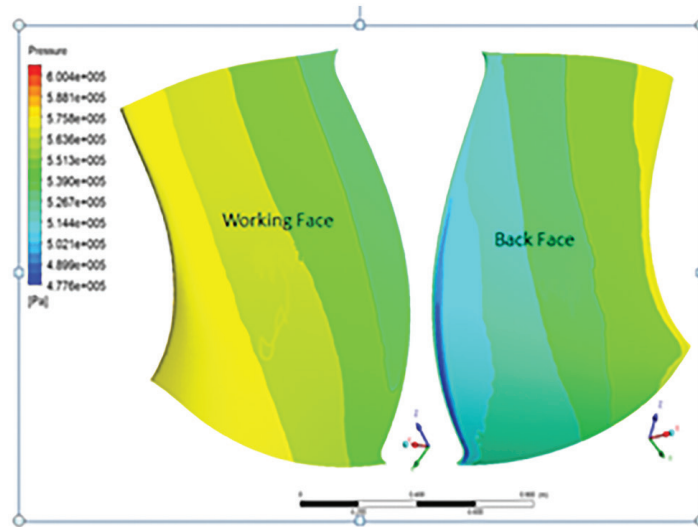 Pressure
6.004e+005
5.881e+005
5.758e+005
5.636e+005
5.513e+005
5.390e+005
5.267e+005
5.144e+005
5.021e+005
4.899e+005
4.776e+005
[Pa]
Working Face
Back Face
Z
Z